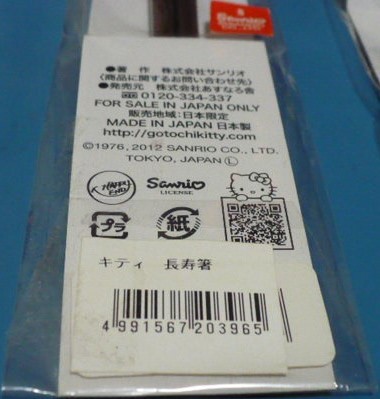 Sanrio
●著 作 株式会社サンリオ
(商品に関するお問い合わせ先)
●発売元 株式会社あすなろ舎
0120-334-337
FOR SALE IN JAPAN ONLY
販売地域:日本限定
MADE IN JAPAN 日本製
http://gotochikitty.com/
©1976, 2012 SANRIO CO., LTD.
TOKYO, JAPAN Ⓛ
HAPPY END
Sanrio
LICENSE
プラ
紙
キティ 長寿箸
4 991567 203965